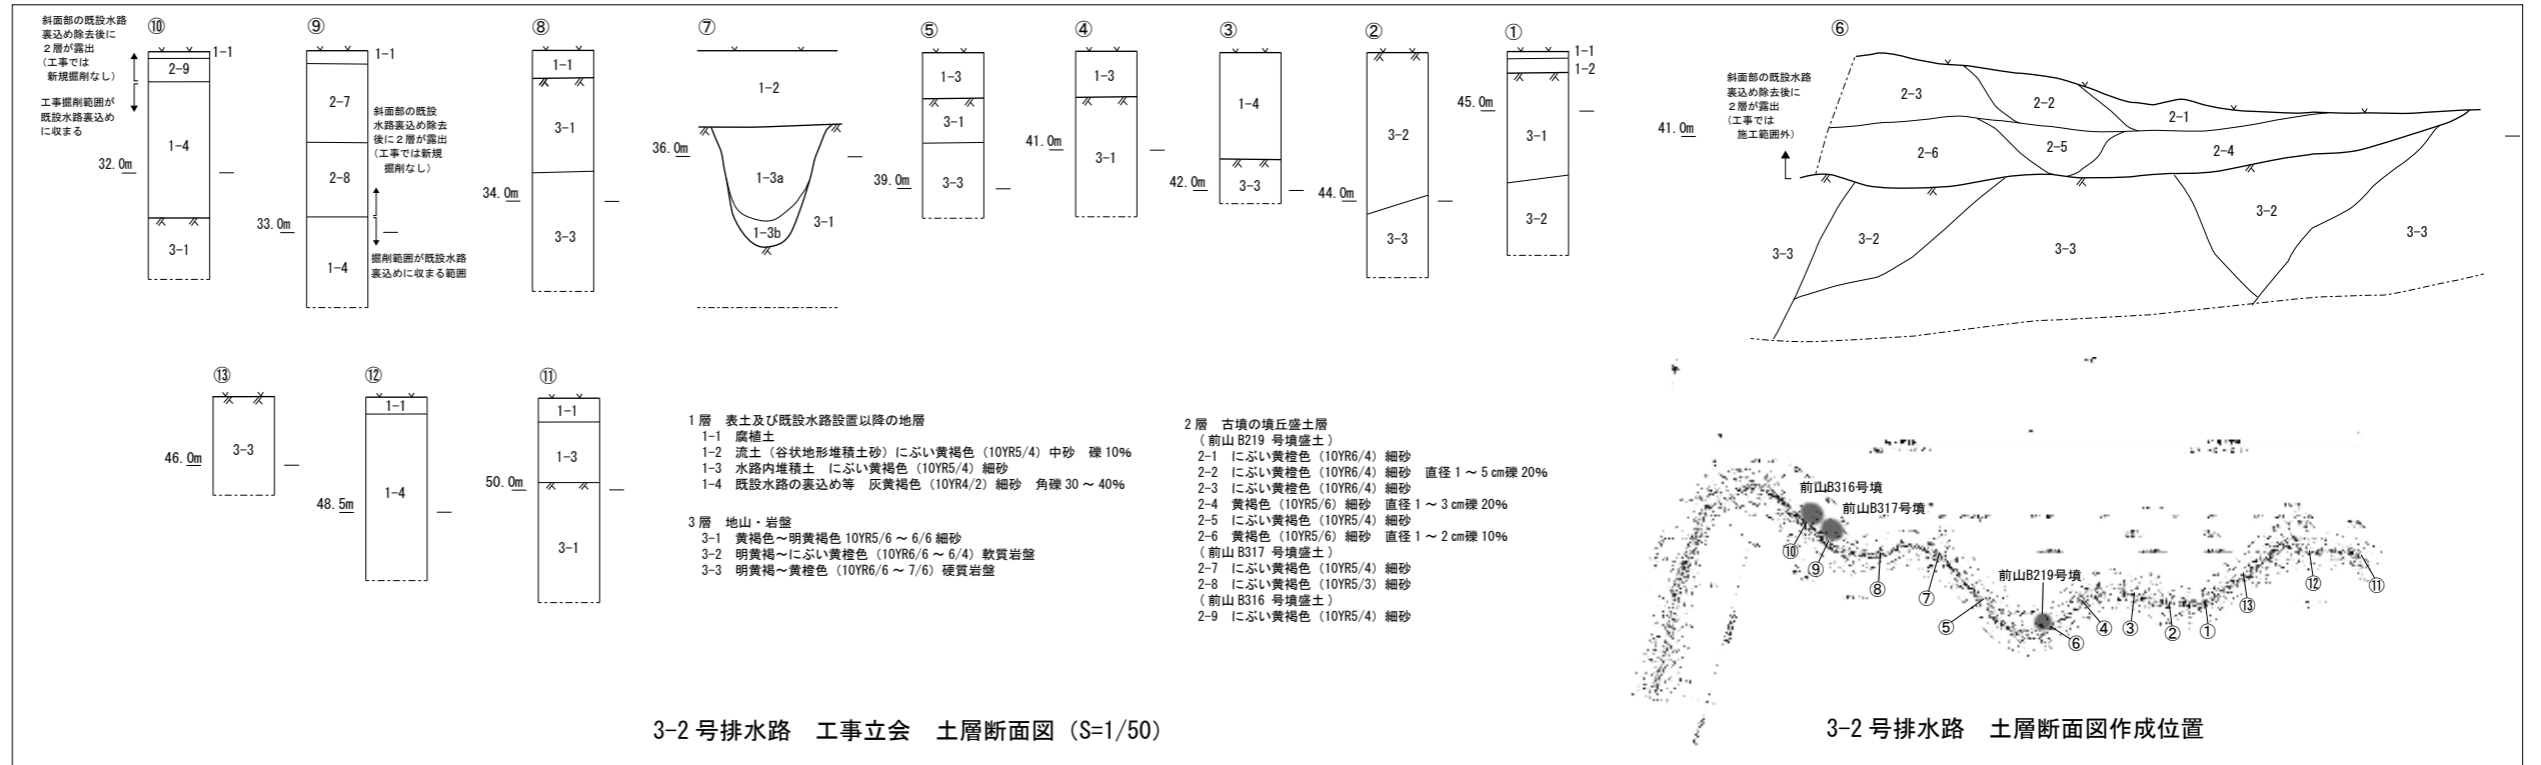 ⑩
斜面部の既設水路
裏込め除去後に
２層が露出
（工事では
新規掘削なし）
工事掘削範囲が
既設水路裏込め
に収まる
32.0m
1-1
2-9
1-4
3-1
⑨
1-1
2-7
2-8
1-4
33.0m
斜面部の既設
水路裏込め除去
後に２層が露出
（工事では新規
掘削なし）
掘削範囲が既設水路
裏込めに収まる範囲
⑧
1-1
3-1
3-3
34.0m
⑦
1-2
36.0m
1-3a
1-3b
3-1
⑤
1-3
3-1
3-3
39.0m
④
1-3
3-1
41.0m
③
1-4
3-3
42.0m
②
3-2
3-3
44.0m
①
1-1
1-2
45.0m
3-1
3-2
⑥
斜面部の既設水路
裏込め除去後に
２層が露出
（工事では
施工範囲外）
41.0m
2-3
2-2
2-1
2-6
2-5
2-4
3-3
3-2
3-3
3-2
3-3
⑬
3-3
46.0m
⑫
1-1
1-4
48.5m
⑪
1-1
1-3
3-1
50.0m
1層　表土及び既設水路設置以降の地層
1-1　腐植土
1-2　流土（谷状地形堆積土砂）にぶい黄褐色（10YR5/4）中砂　礫10%
1-3　水路内堆積土　にぶい黄褐色（10YR5/4）細砂
1-4　既設水路の裏込め等　灰黄褐色（10YR4/2）細砂　角礫30～40%
3層　地山・岩盤
3-1　黄褐色～明黄褐色10YR5/6～6/6細砂
3-2　明黄褐～にぶい黄橙色（10YR6/6～6/4）軟質岩盤
3-3　明黄褐～黄橙色（10YR6/6～7/6）硬質岩盤
2層　古墳の墳丘盛土層
（前山B219 号墳盛土）
2-1　にぶい黄橙色（10YR6/4）細砂
2-2　にぶい黄橙色（10YR6/4）細砂　直径1～5㎝礫20%
2-3　にぶい黄橙色（10YR6/4）細砂
2-4　黄褐色（10YR5/6）細砂　直径1～3㎝礫20%
2-5　にぶい黄褐色（10YR5/4）細砂
2-6　黄褐色（10YR5/6）細砂　直径1～2㎝礫10%
（前山B317 号墳盛土）
2-7　にぶい黄褐色（10YR5/4）細砂
2-8　にぶい黄褐色（10YR5/3）細砂
（前山B316 号墳盛土）
2-9　にぶい黄褐色（10YR5/4）細砂
前山B316号墳
前山B317号墳
前山B219号墳
⑩
⑨
⑧
⑦
⑤
⑥
④
③
②
①
⑬
⑫
⑪
3-2号排水路　工事立会　土層断面図（S=1/50）
3-2号排水路　土層断面図作成位置